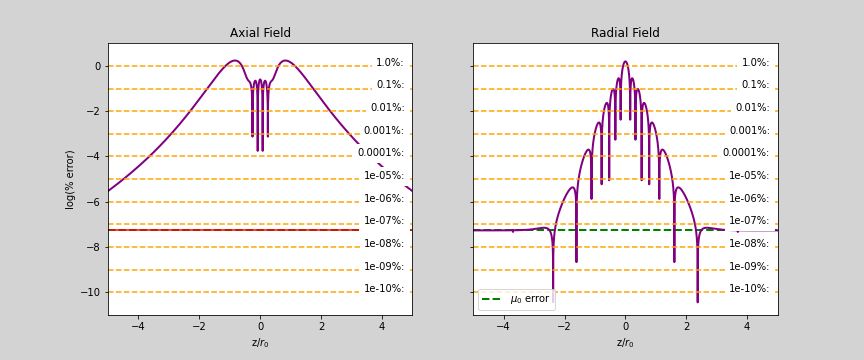 Axial Field
Radial Field
log(% error)
0
−2
−4
−6
−8
−10
1.0%:
0.1%:
0.01%:
0.001%:
0.0001%:
1e-05%:
1e-06%:
1e-07%:
1e-08%:
1e-09%:
1e-10%:
−4
−2
0
2
4
z/r₀
1.0%:
0.1%:
0.01%:
0.001%:
0.0001%:
1e-05%:
1e-06%:
1e-07%:
1e-08%:
1e-09%:
1e-10%:
μ₀ error
−4
−2
0
2
4
z/r₀